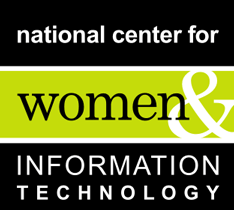 national center for
women&
INFORMATION
TECHNOLOGY